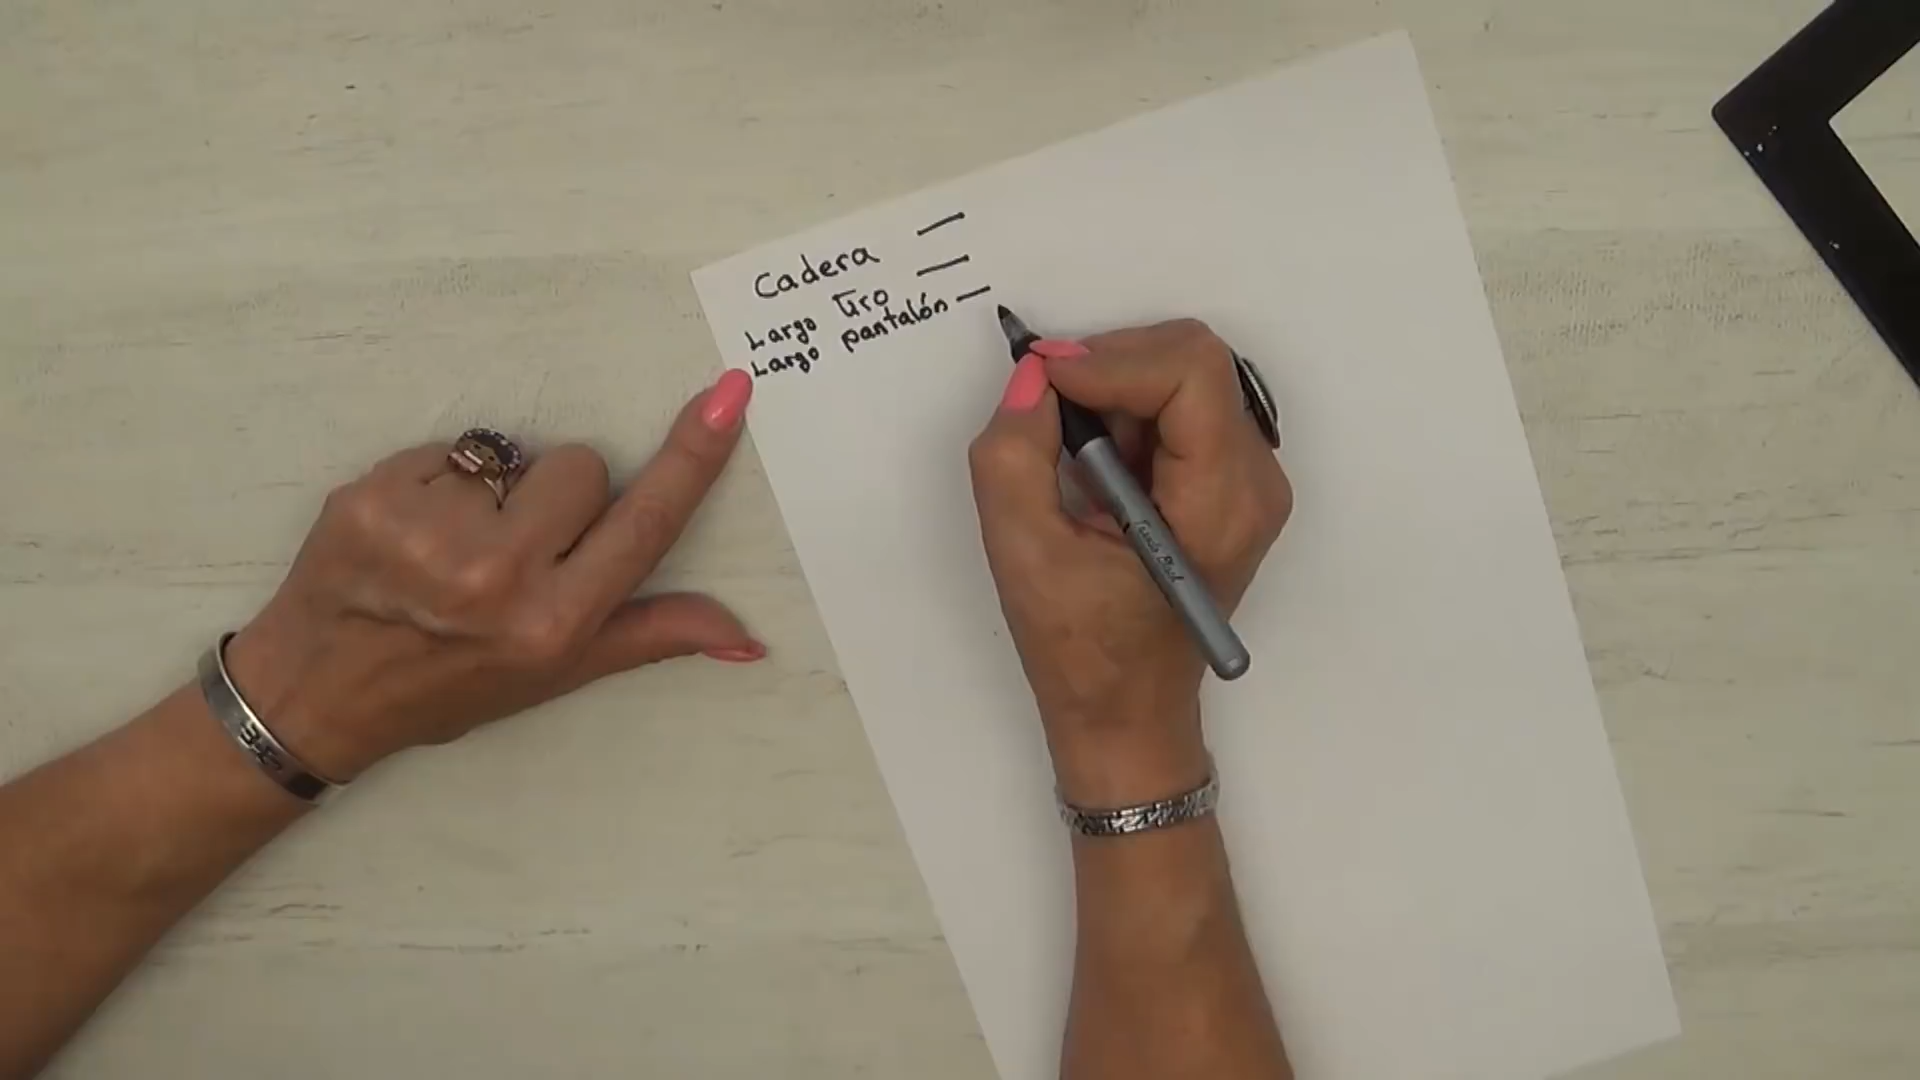 Cadera —
Largo tiro —
Largo pantalón —